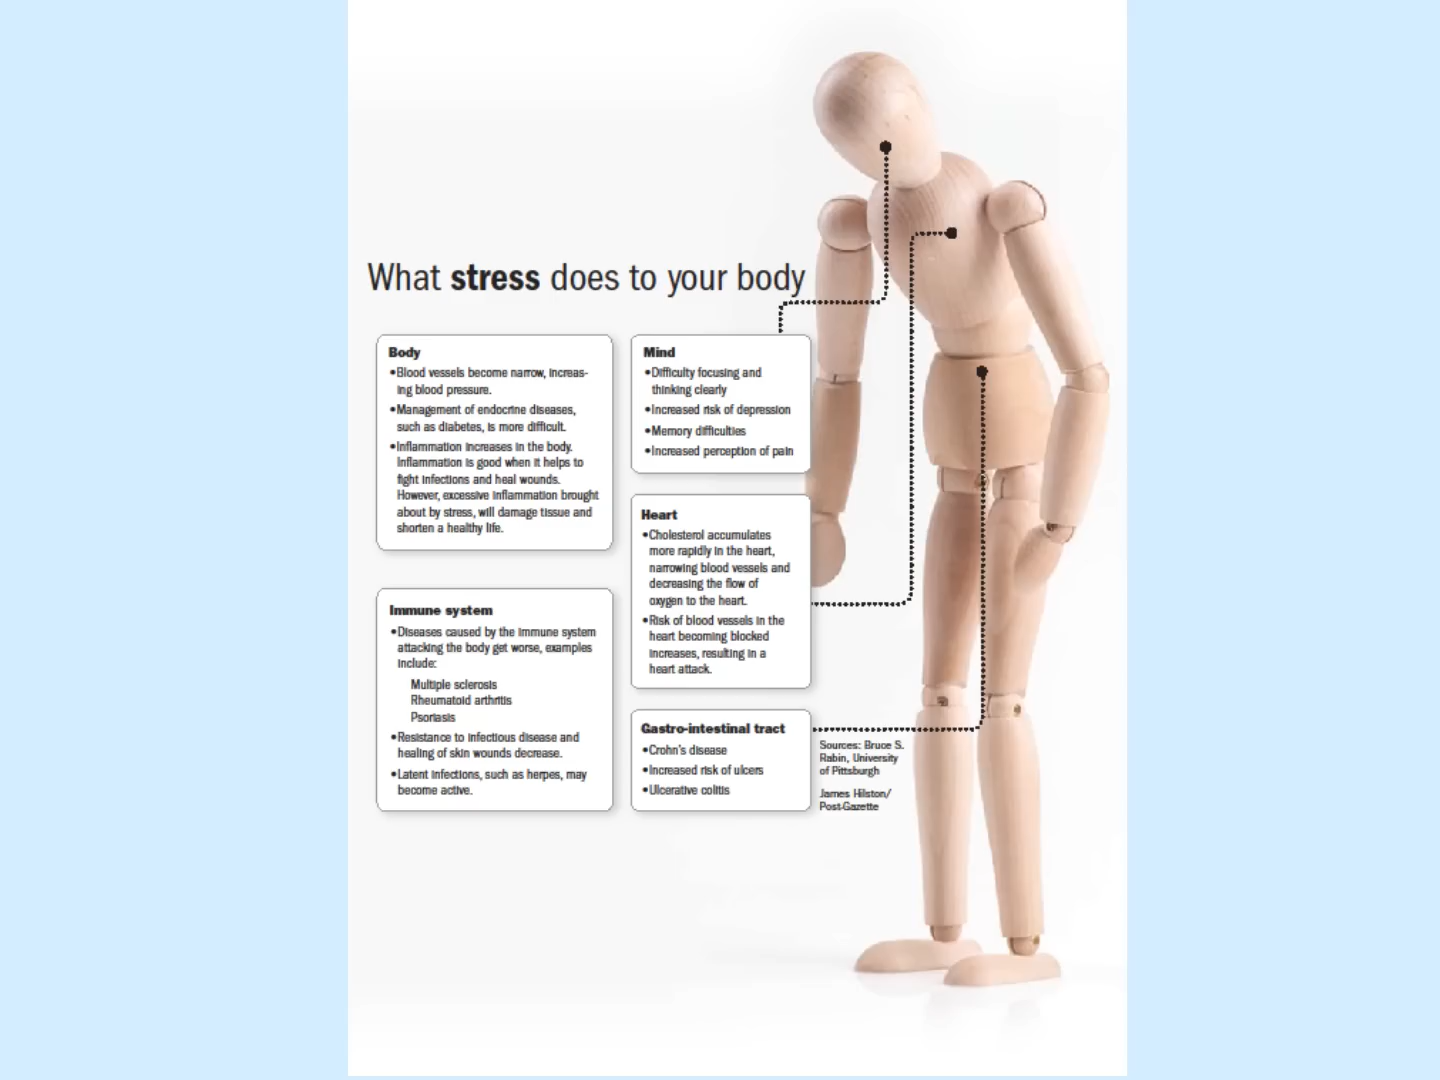 What stress does to your body
Body
•Blood vessels become narrow, increas-
ing blood pressure.
•Management of endocrine diseases,
such as diabetes, is more difficult.
•Inflammation increases in the body.
Inflammation is good when it helps to
fight infections and heal wounds.
However, excessive inflammation brought
about by stress, will damage tissue and
shorten a healthy life.
Immune system
•Diseases caused by the immune system
attacking the body get worse, examples
include:
Multiple sclerosis
Rheumatoid arthritis
Psoriasis
•Resistance to infectious disease and
healing of skin wounds decrease.
•Latent infections, such as herpes, may
become active.
Mind
•Difficulty focusing and
thinking clearly
•Increased risk of depression
•Memory difficulties
•Increased perception of pain
Heart
•Cholesterol accumulates
more rapidly in the heart,
narrowing blood vessels and
decreasing the flow of
oxygen to the heart.
•Risk of blood vessels in the
heart becoming blocked
increases, resulting in a
heart attack.
Gastro-intestinal tract
•Crohn's disease
•Increased risk of ulcers
•Ulcerative colitis
Sources: Bruce S.
Rabin, University
of Pittsburgh
James Hilston/
Post-Gazette